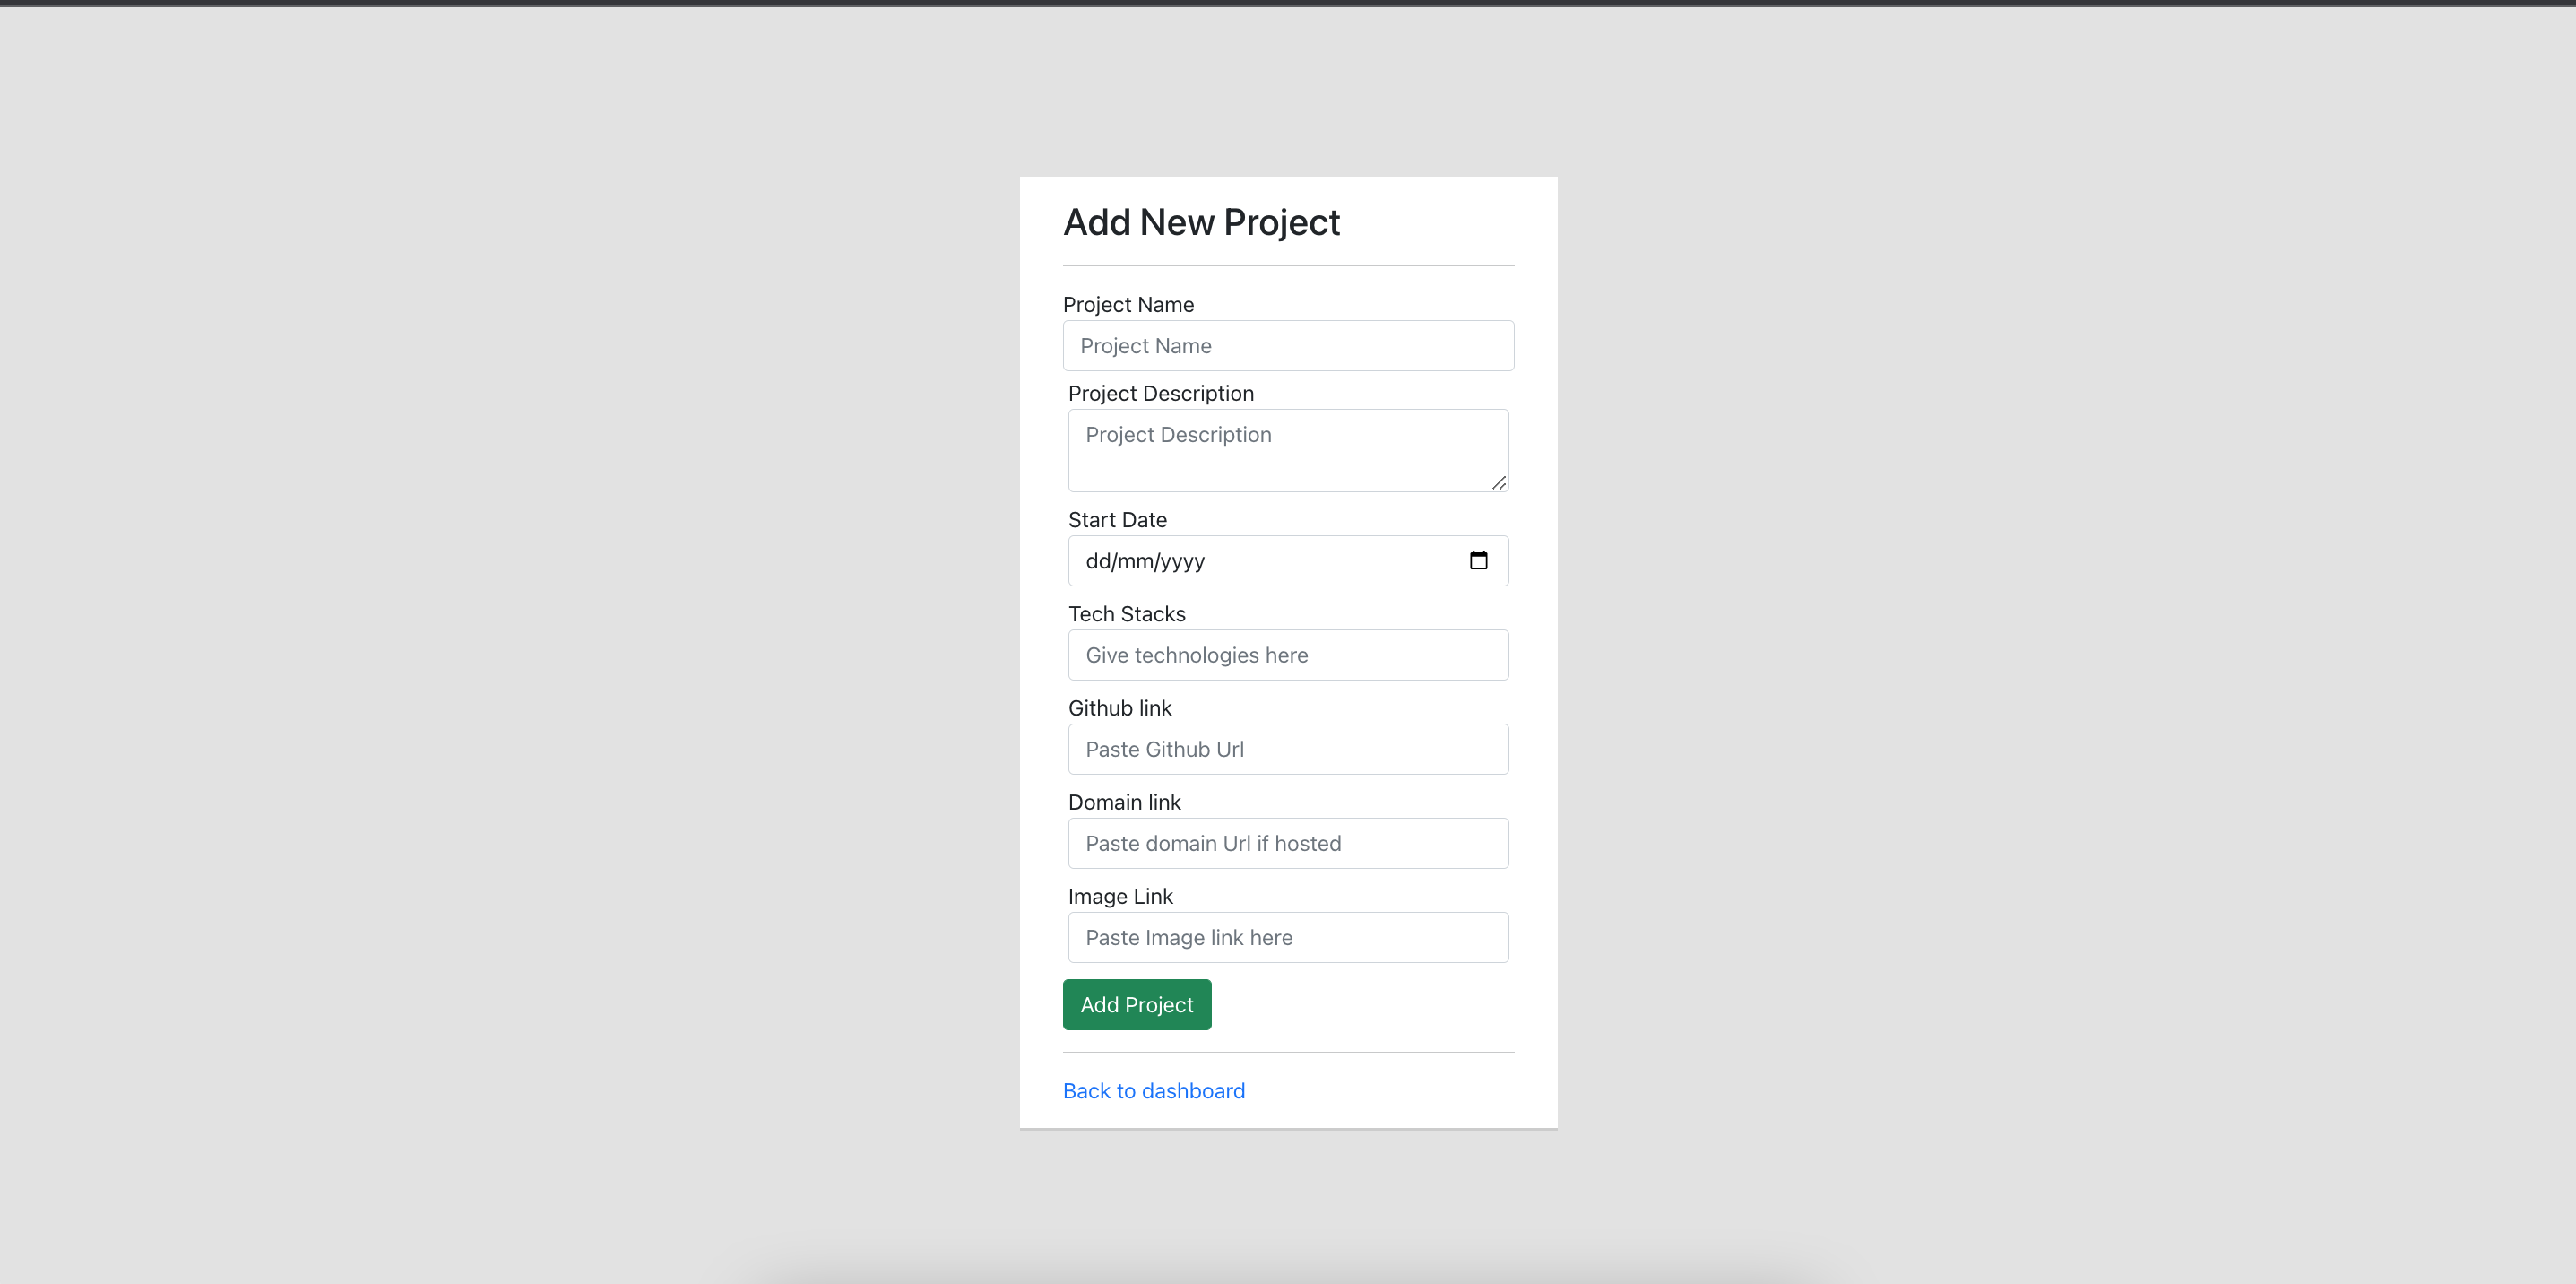 Add New Project
Project Name
Project Name
Project Description
Project Description
Start Date
dd/mm/yyyy
Tech Stacks
Give technologies here
Github link
Paste Github Url
Domain link
Paste domain Url if hosted
Image Link
Paste Image link here
Add Project
Back to dashboard